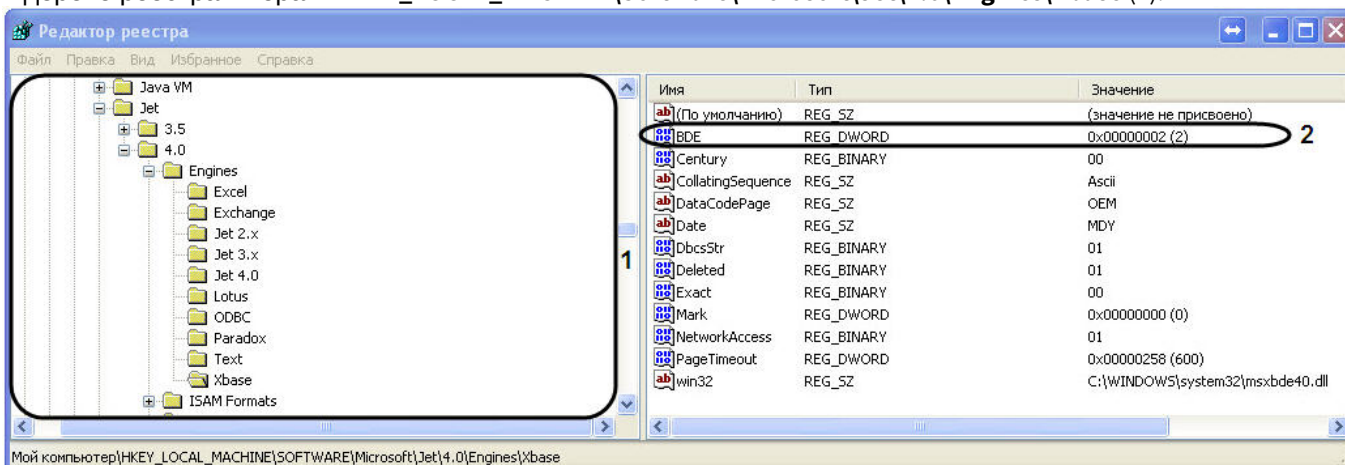 Редактор реестра
Файл Правка Вид Избранное Справка
Java VM
Jet
3.5
4.0
Engines
Excel
Exchange
Jet 2.x
Jet 3.x
Jet 4.0
Lotus
ODBC
Paradox
Text
Xbase
ISAM Formats
1
Имя Тип Значение
(По умолчанию) REG_SZ (значение не присвоено)
BDE REG_DWORD 0x00000002 (2) 2
Century REG_BINARY 00
CollatingSequence REG_SZ Ascii
DataCodePage REG_SZ OEM
Date REG_SZ MDY
DbcsStr REG_BINARY 01
Deleted REG_BINARY 01
Exact REG_BINARY 00
Mark REG_DWORD 0x00000000 (0)
NetworkAccess REG_BINARY 01
PageTimeout REG_DWORD 0x00000258 (600)
win32 REG_SZ C:\WINDOWS\system32\msxbde40.dll
Мой компьютер\HKEY_LOCAL_MACHINE\SOFTWARE\Microsoft\Jet\4.0\Engines\Xbase